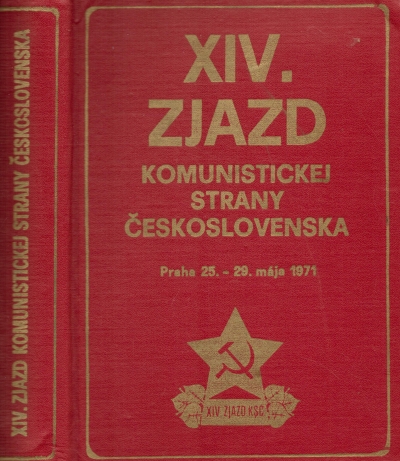 XIV. ZJAZD KOMUNISTICKEJ STRANY ČESKOSLOVENSKA
XIV.
ZJAZD
KOMUNISTICKEJ
STRANY
ČESKOSLOVENSKA
Praha 25. - 29. mája 1971
XIV. ZJAZD KSČ